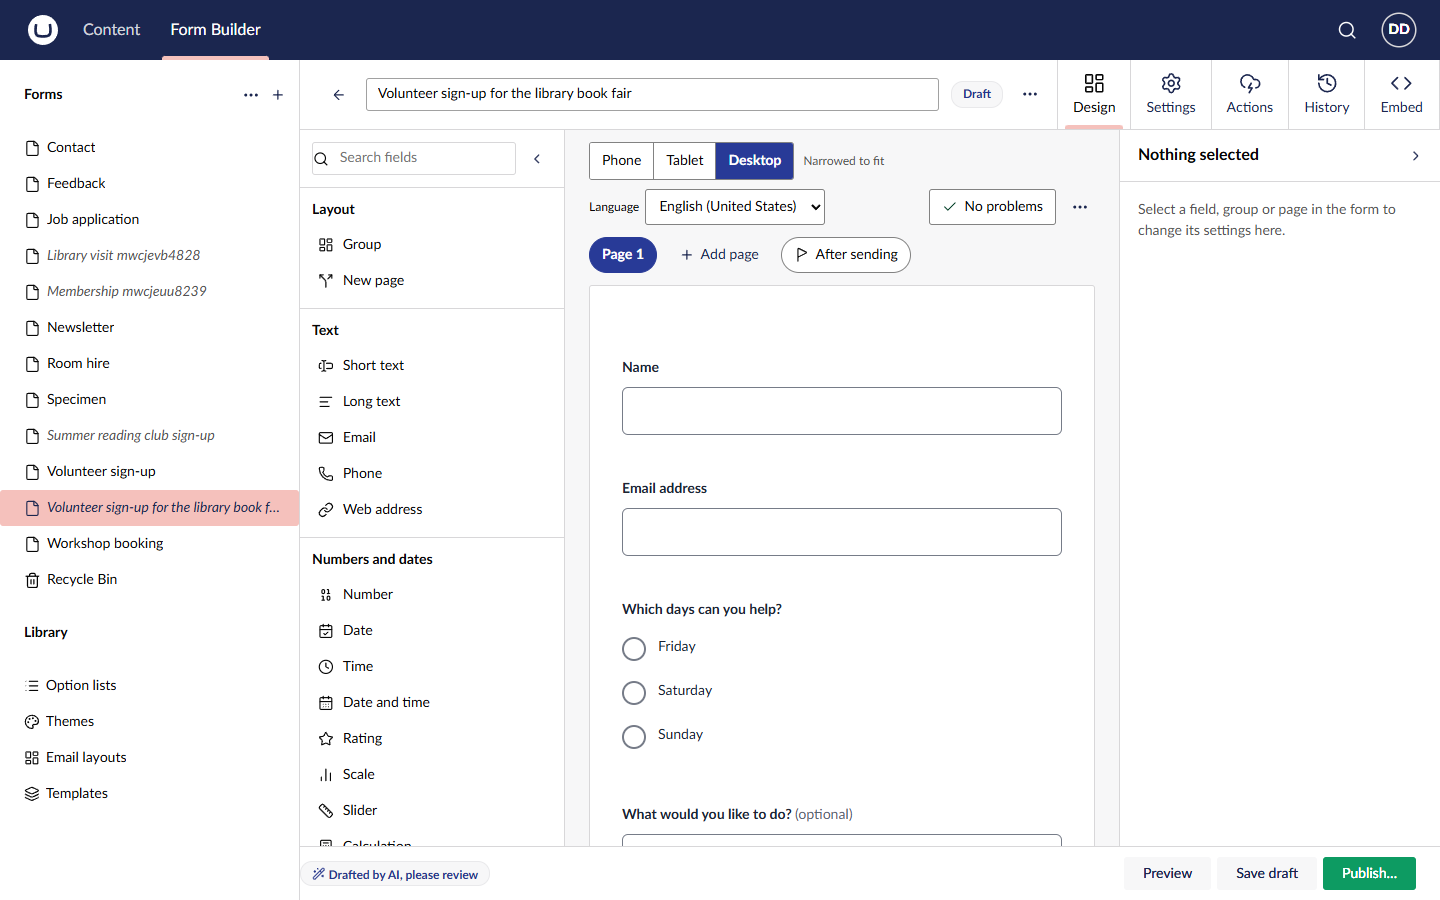 Content
Form Builder
DD
Forms
Contact
Feedback
Job application
Library visit mwcjevb4828
Membership mwcjeuu8239
Newsletter
Room hire
Specimen
Summer reading club sign-up
Volunteer sign-up
Volunteer sign-up for the library book f...
Workshop booking
Recycle Bin
Library
Option lists
Themes
Email layouts
Templates
Volunteer sign-up for the library book fair
Draft
Design
Settings
Actions
History
Embed
Search fields
Layout
Group
New page
Text
Short text
Long text
Email
Phone
Web address
Numbers and dates
Number
Date
Time
Date and time
Rating
Scale
Slider
Calculation
Phone
Tablet
Desktop
Narrowed to fit
Language
English (United States)
No problems
Page 1
Add page
After sending
Name
Email address
Which days can you help?
Friday
Saturday
Sunday
What would you like to do? (optional)
Nothing selected
Select a field, group or page in the form to
change its settings here.
Drafted by AI, please review
Preview
Save draft
Publish...